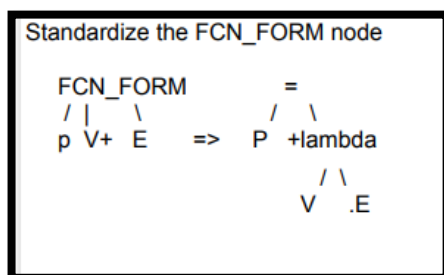 Standardize the FCN_FORM node
FCN_FORM =
/ | \ / \
p V+ E => P +lambda
/ \
V .E